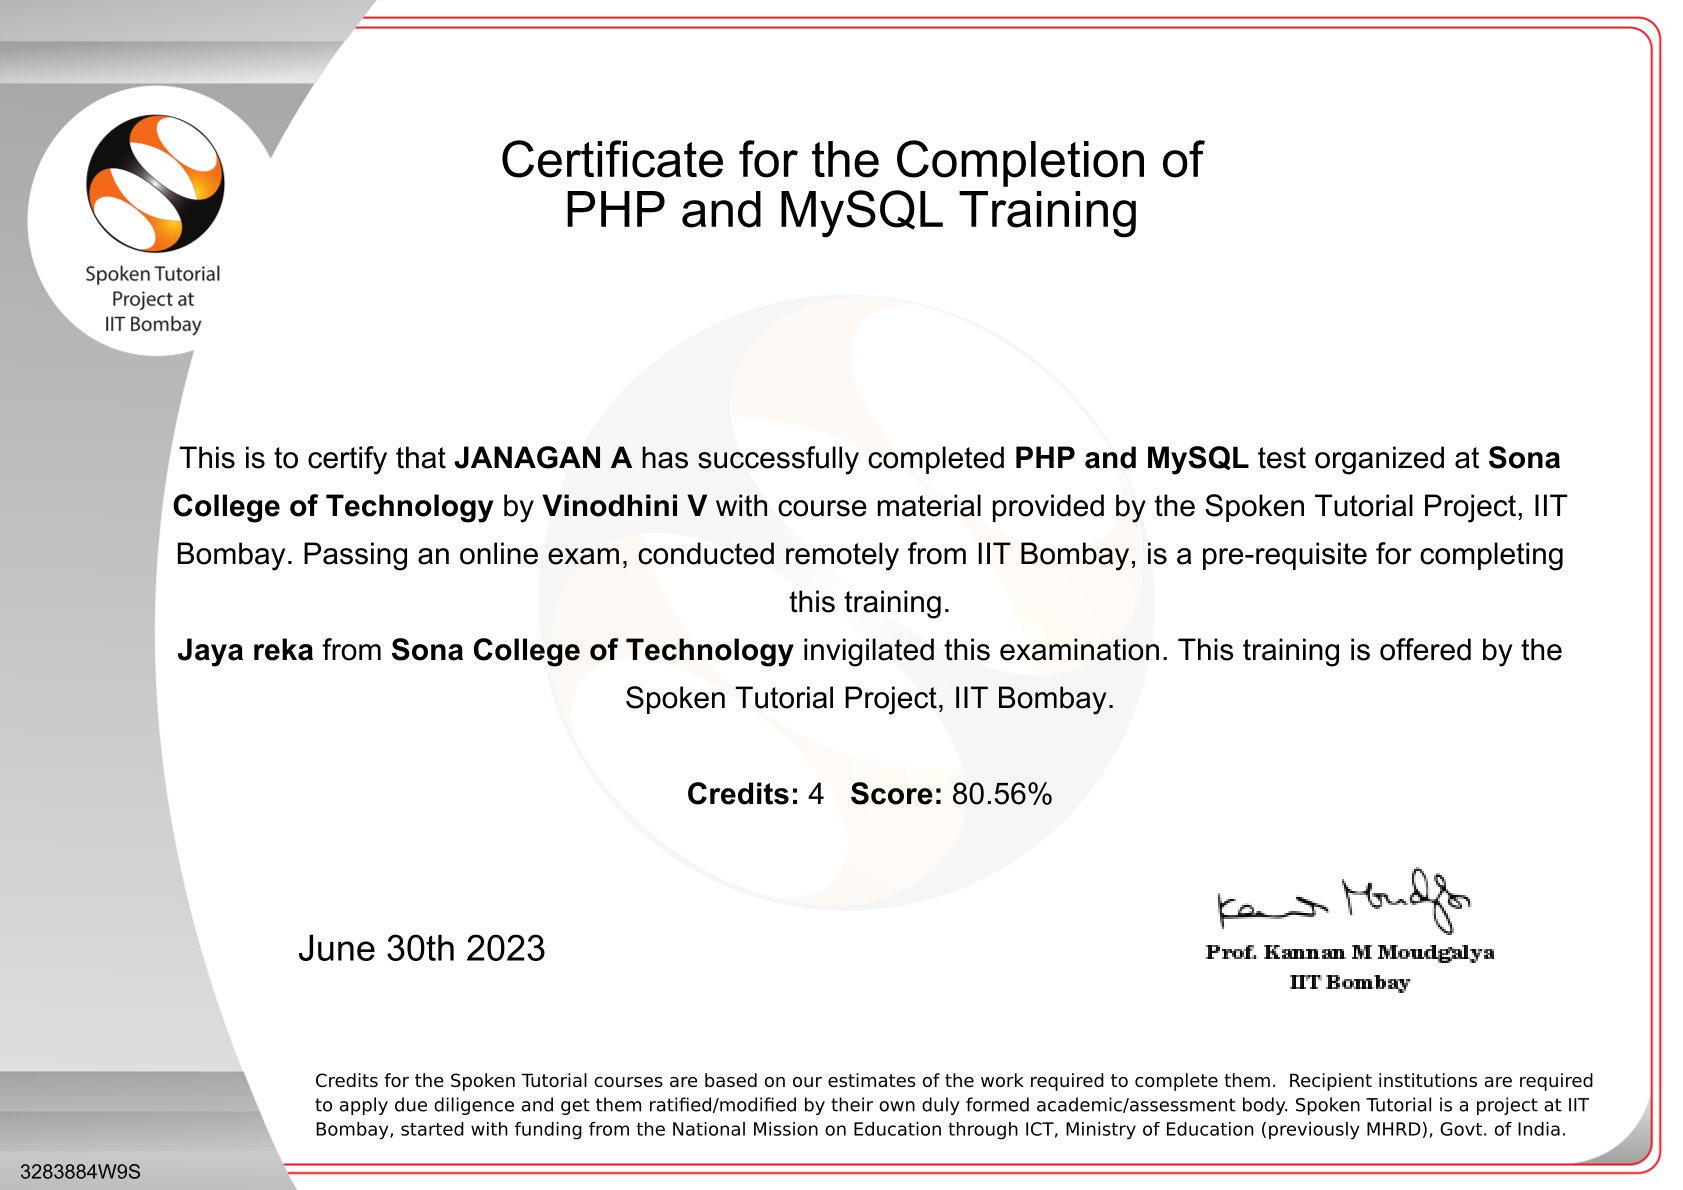 Certificate for the Completion of
PHP and MySQL Training
Spoken Tutorial
Project at
IIT Bombay
This is to certify that JANAGAN A has successfully completed PHP and MySQL test organized at Sona
College of Technology by Vinodhini V with course material provided by the Spoken Tutorial Project, IIT
Bombay. Passing an online exam, conducted remotely from IIT Bombay, is a pre-requisite for completing
this training.
Jaya reka from Sona College of Technology invigilated this examination. This training is offered by the
Spoken Tutorial Project, IIT Bombay.
Credits: 4 Score: 80.56%
June 30th 2023
Kannan Moudgalya
Prof. Kannan M Moudgalya
IIT Bombay
Credits for the Spoken Tutorial courses are based on our estimates of the work required to complete them. Recipient institutions are required
to apply due diligence and get them ratified/modified by their own duly formed academic/assessment body. Spoken Tutorial is a project at IIT
Bombay, started with funding from the National Mission on Education through ICT, Ministry of Education (previously MHRD), Govt. of India.
3283884W9S